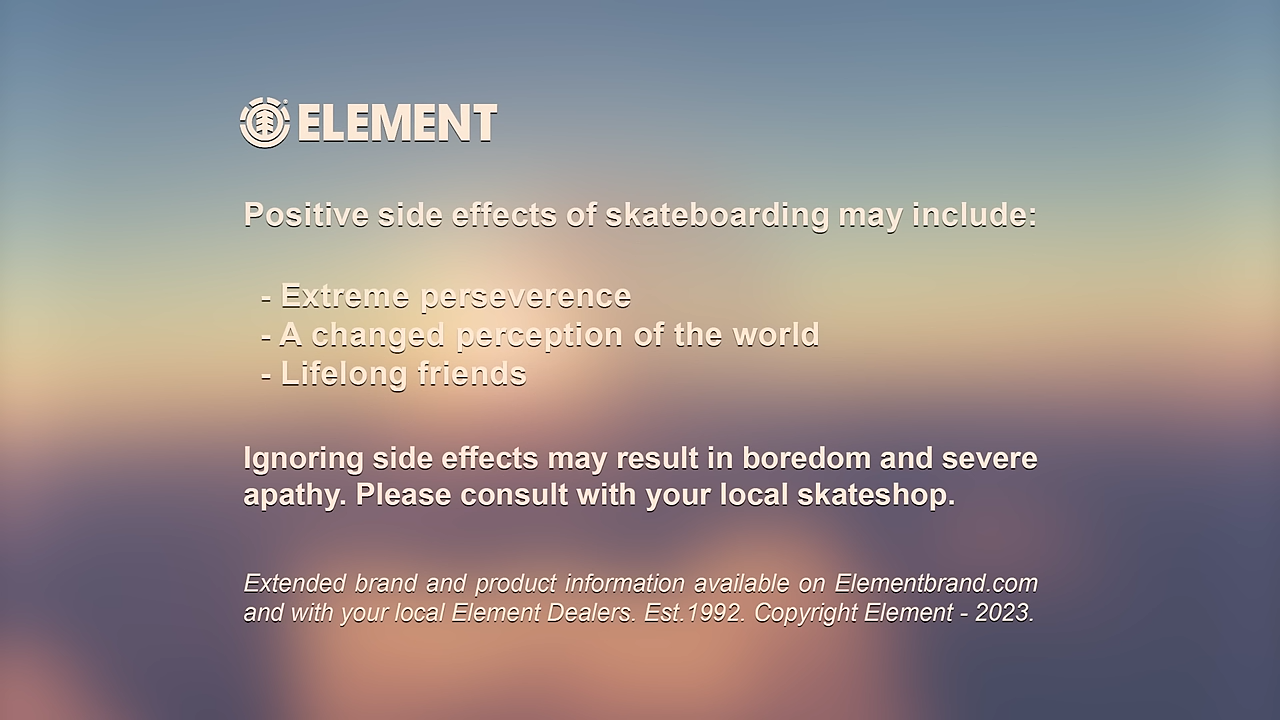 ELEMENT
Positive side effects of skateboarding may include:
- Extreme perseverence
- A changed perception of the world
- Lifelong friends
Ignoring side effects may result in boredom and severe
apathy. Please consult with your local skateshop.
Extended brand and product information available on Elementbrand.com
and with your local Element Dealers. Est.1992. Copyright Element - 2023.